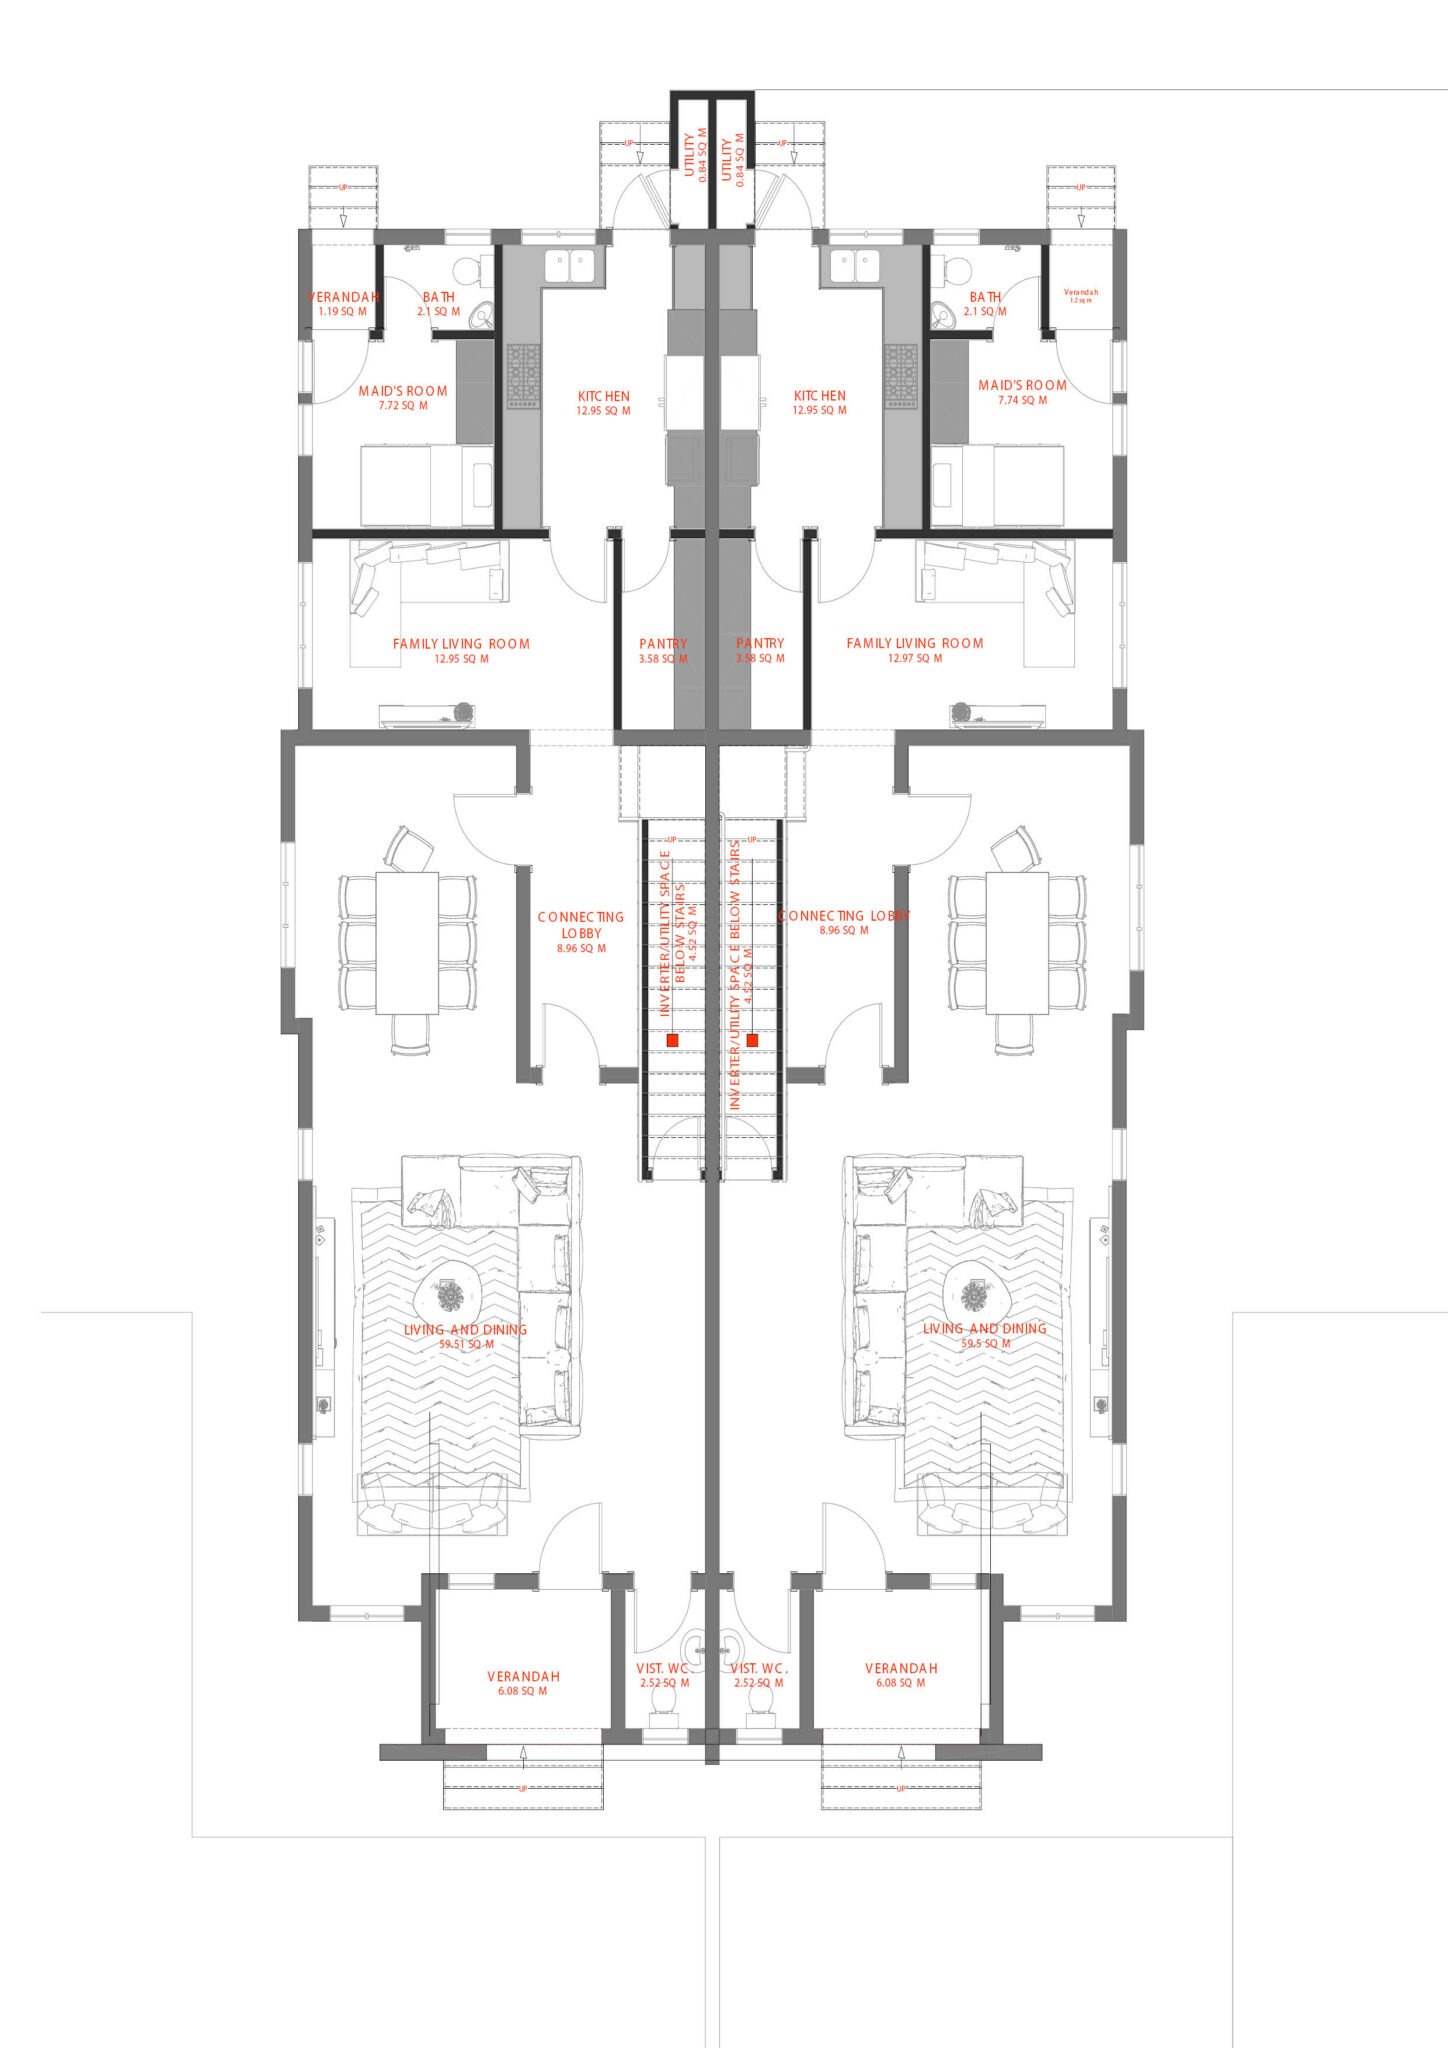 UTILITY
0.84 SQ M
UTILITY
0.84 SQ M
UP
UP
UP
UP
VERANDAH
1.19 SQ M
BATH
2.1 SQ M
BATH
2.1 SQ M
Verandah
1.2 sq m
MAID'S ROOM
7.72 SQ M
KITCHEN
12.95 SQ M
KITCHEN
12.95 SQ M
MAID'S ROOM
7.74 SQ M
FAMILY LIVING ROOM
12.95 SQ M
PANTRY
3.58 SQ M
PANTRY
3.58 SQ M
FAMILY LIVING ROOM
12.97 SQ M
UP
UP
CONNECTING
LOBBY
8.96 SQ M
INVERTER/UTILITY SPACE
BELOW STAIRS
4.52 SQ M
INVERTER/UTILITY SPACE BELOW STAIRS
4.52 SQ M
CONNECTING LOBBY
8.96 SQ M
LIVING AND DINING
59.51 SQ M
LIVING AND DINING
59.5 SQ M
VERANDAH
6.08 SQ M
VIST. WC.
2.52 SQ M
VIST. WC.
2.52 SQ M
VERANDAH
6.08 SQ M
UP
UP